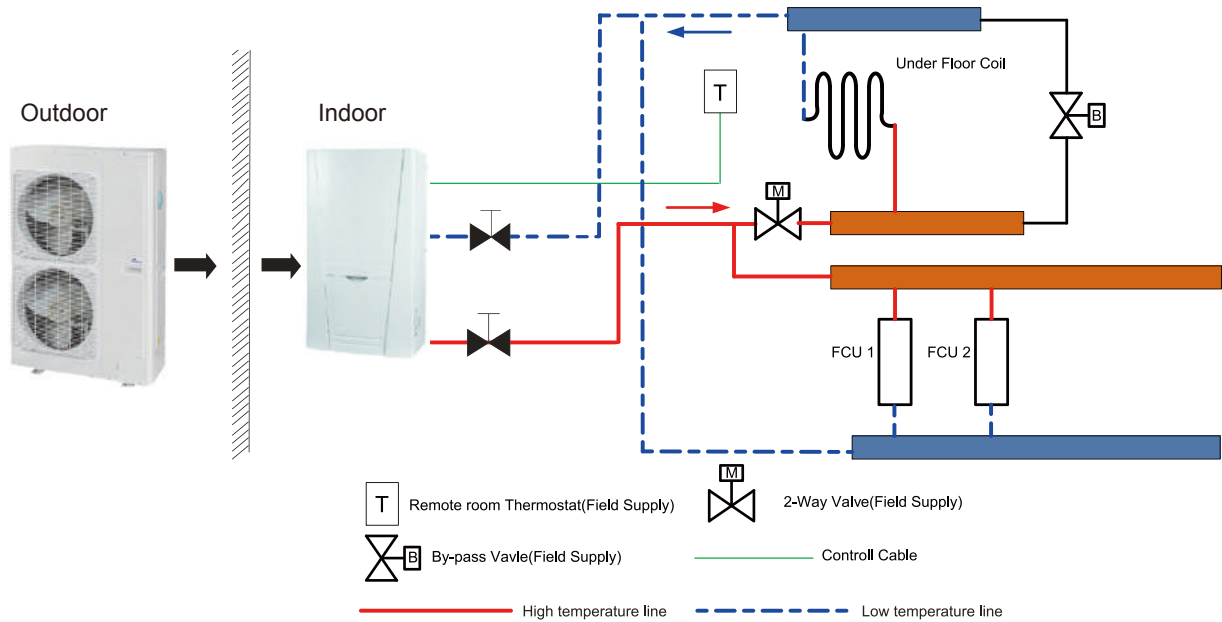 Outdoor
Indoor
T
Under Floor Coil
B
M
FCU 1
FCU 2
T
Remote room Thermostat(Field Supply)
M
2-Way Valve(Field Supply)
B
By-pass Vavle(Field Supply)
Controll Cable
High temperature line
Low temperature line